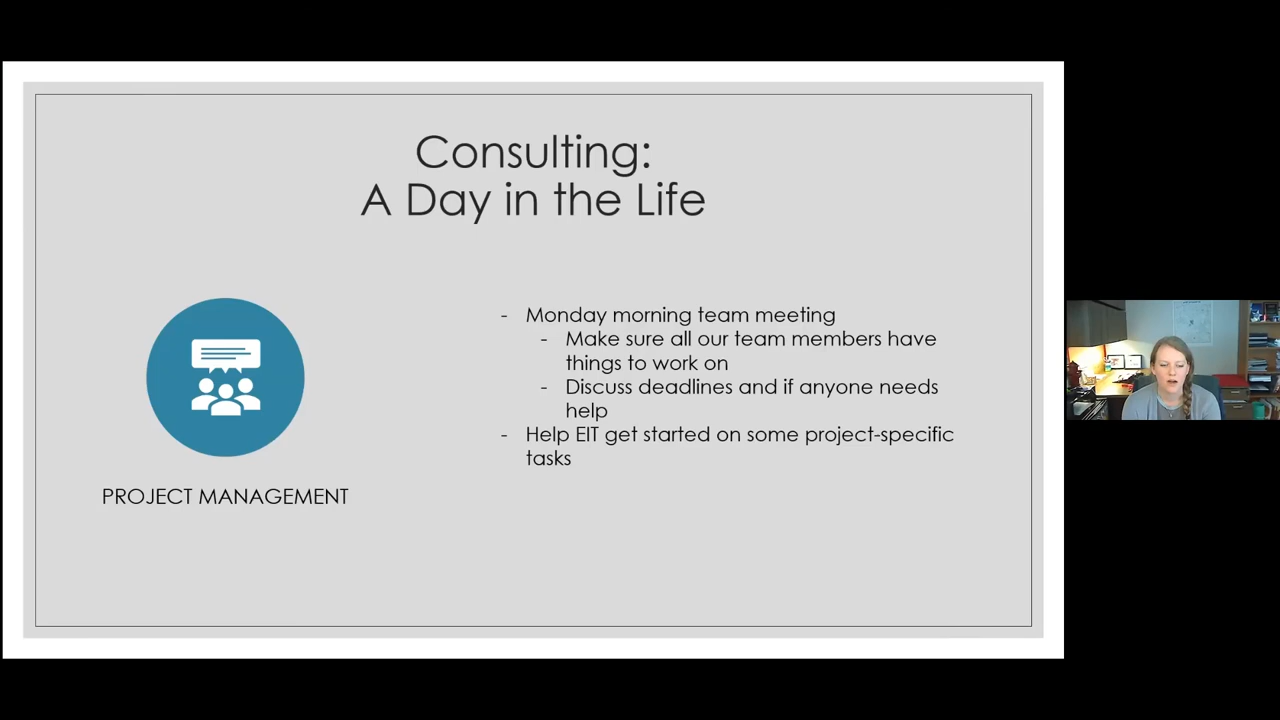 Consulting:
A Day in the Life
- Monday morning team meeting
- Make sure all our team members have
things to work on
- Discuss deadlines and if anyone needs
help
- Help EIT get started on some project-specific
tasks
PROJECT MANAGEMENT